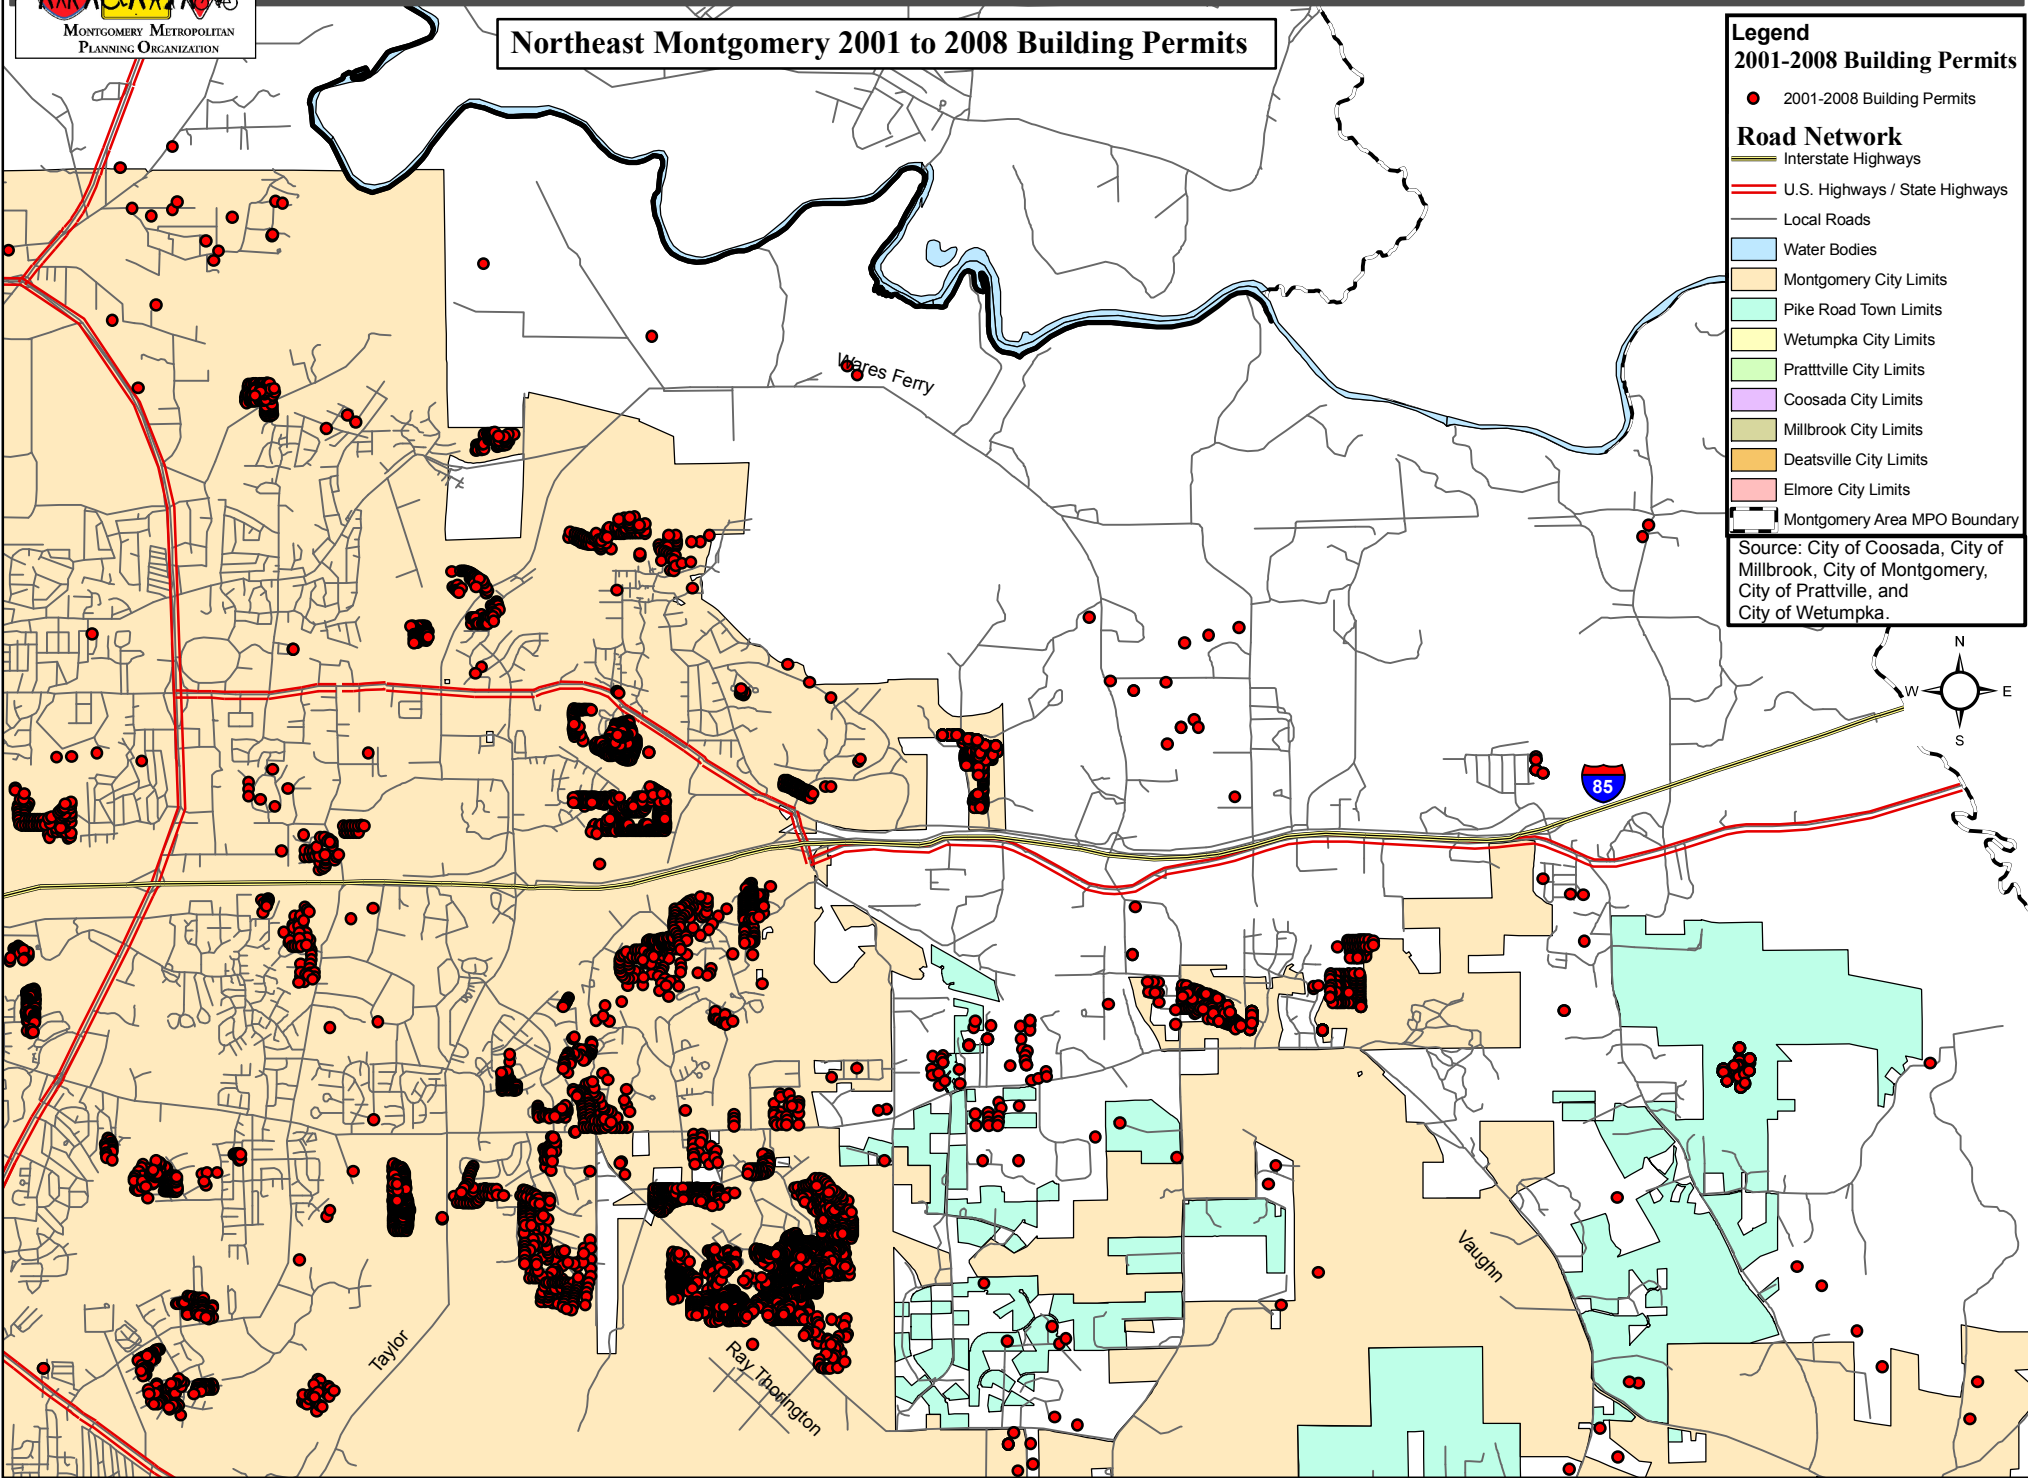 MONTGOMERY METROPOLITAN
PLANNING ORGANIZATION
Northeast Montgomery 2001 to 2008 Building Permits
Legend
2001-2008 Building Permits
2001-2008 Building Permits
Road Network
Interstate Highways
U.S. Highways / State Highways
Local Roads
Water Bodies
Montgomery City Limits
Pike Road Town Limits
Wetumpka City Limits
Pratttville City Limits
Coosada City Limits
Millbrook City Limits
Deatsville City Limits
Elmore City Limits
Montgomery Area MPO Boundary
Source: City of Coosada, City of
Millbrook, City of Montgomery,
City of Prattville, and
City of Wetumpka.
N
W
E
S
Wares Ferry
85
Vaughn
Taylor
Ray Thorington